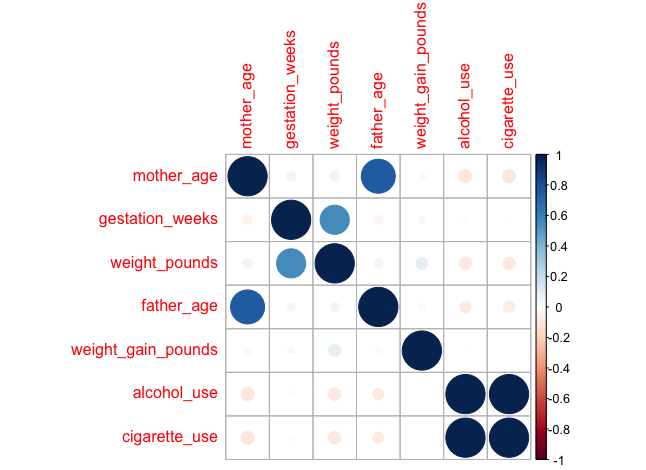 mother_age
gestation_weeks
weight_pounds
father_age
weight_gain_pounds
alcohol_use
cigarette_use
mother_age
gestation_weeks
weight_pounds
father_age
weight_gain_pounds
alcohol_use
cigarette_use
1
0.8
0.6
0.4
0.2
0
-0.2
-0.4
-0.6
-0.8
-1